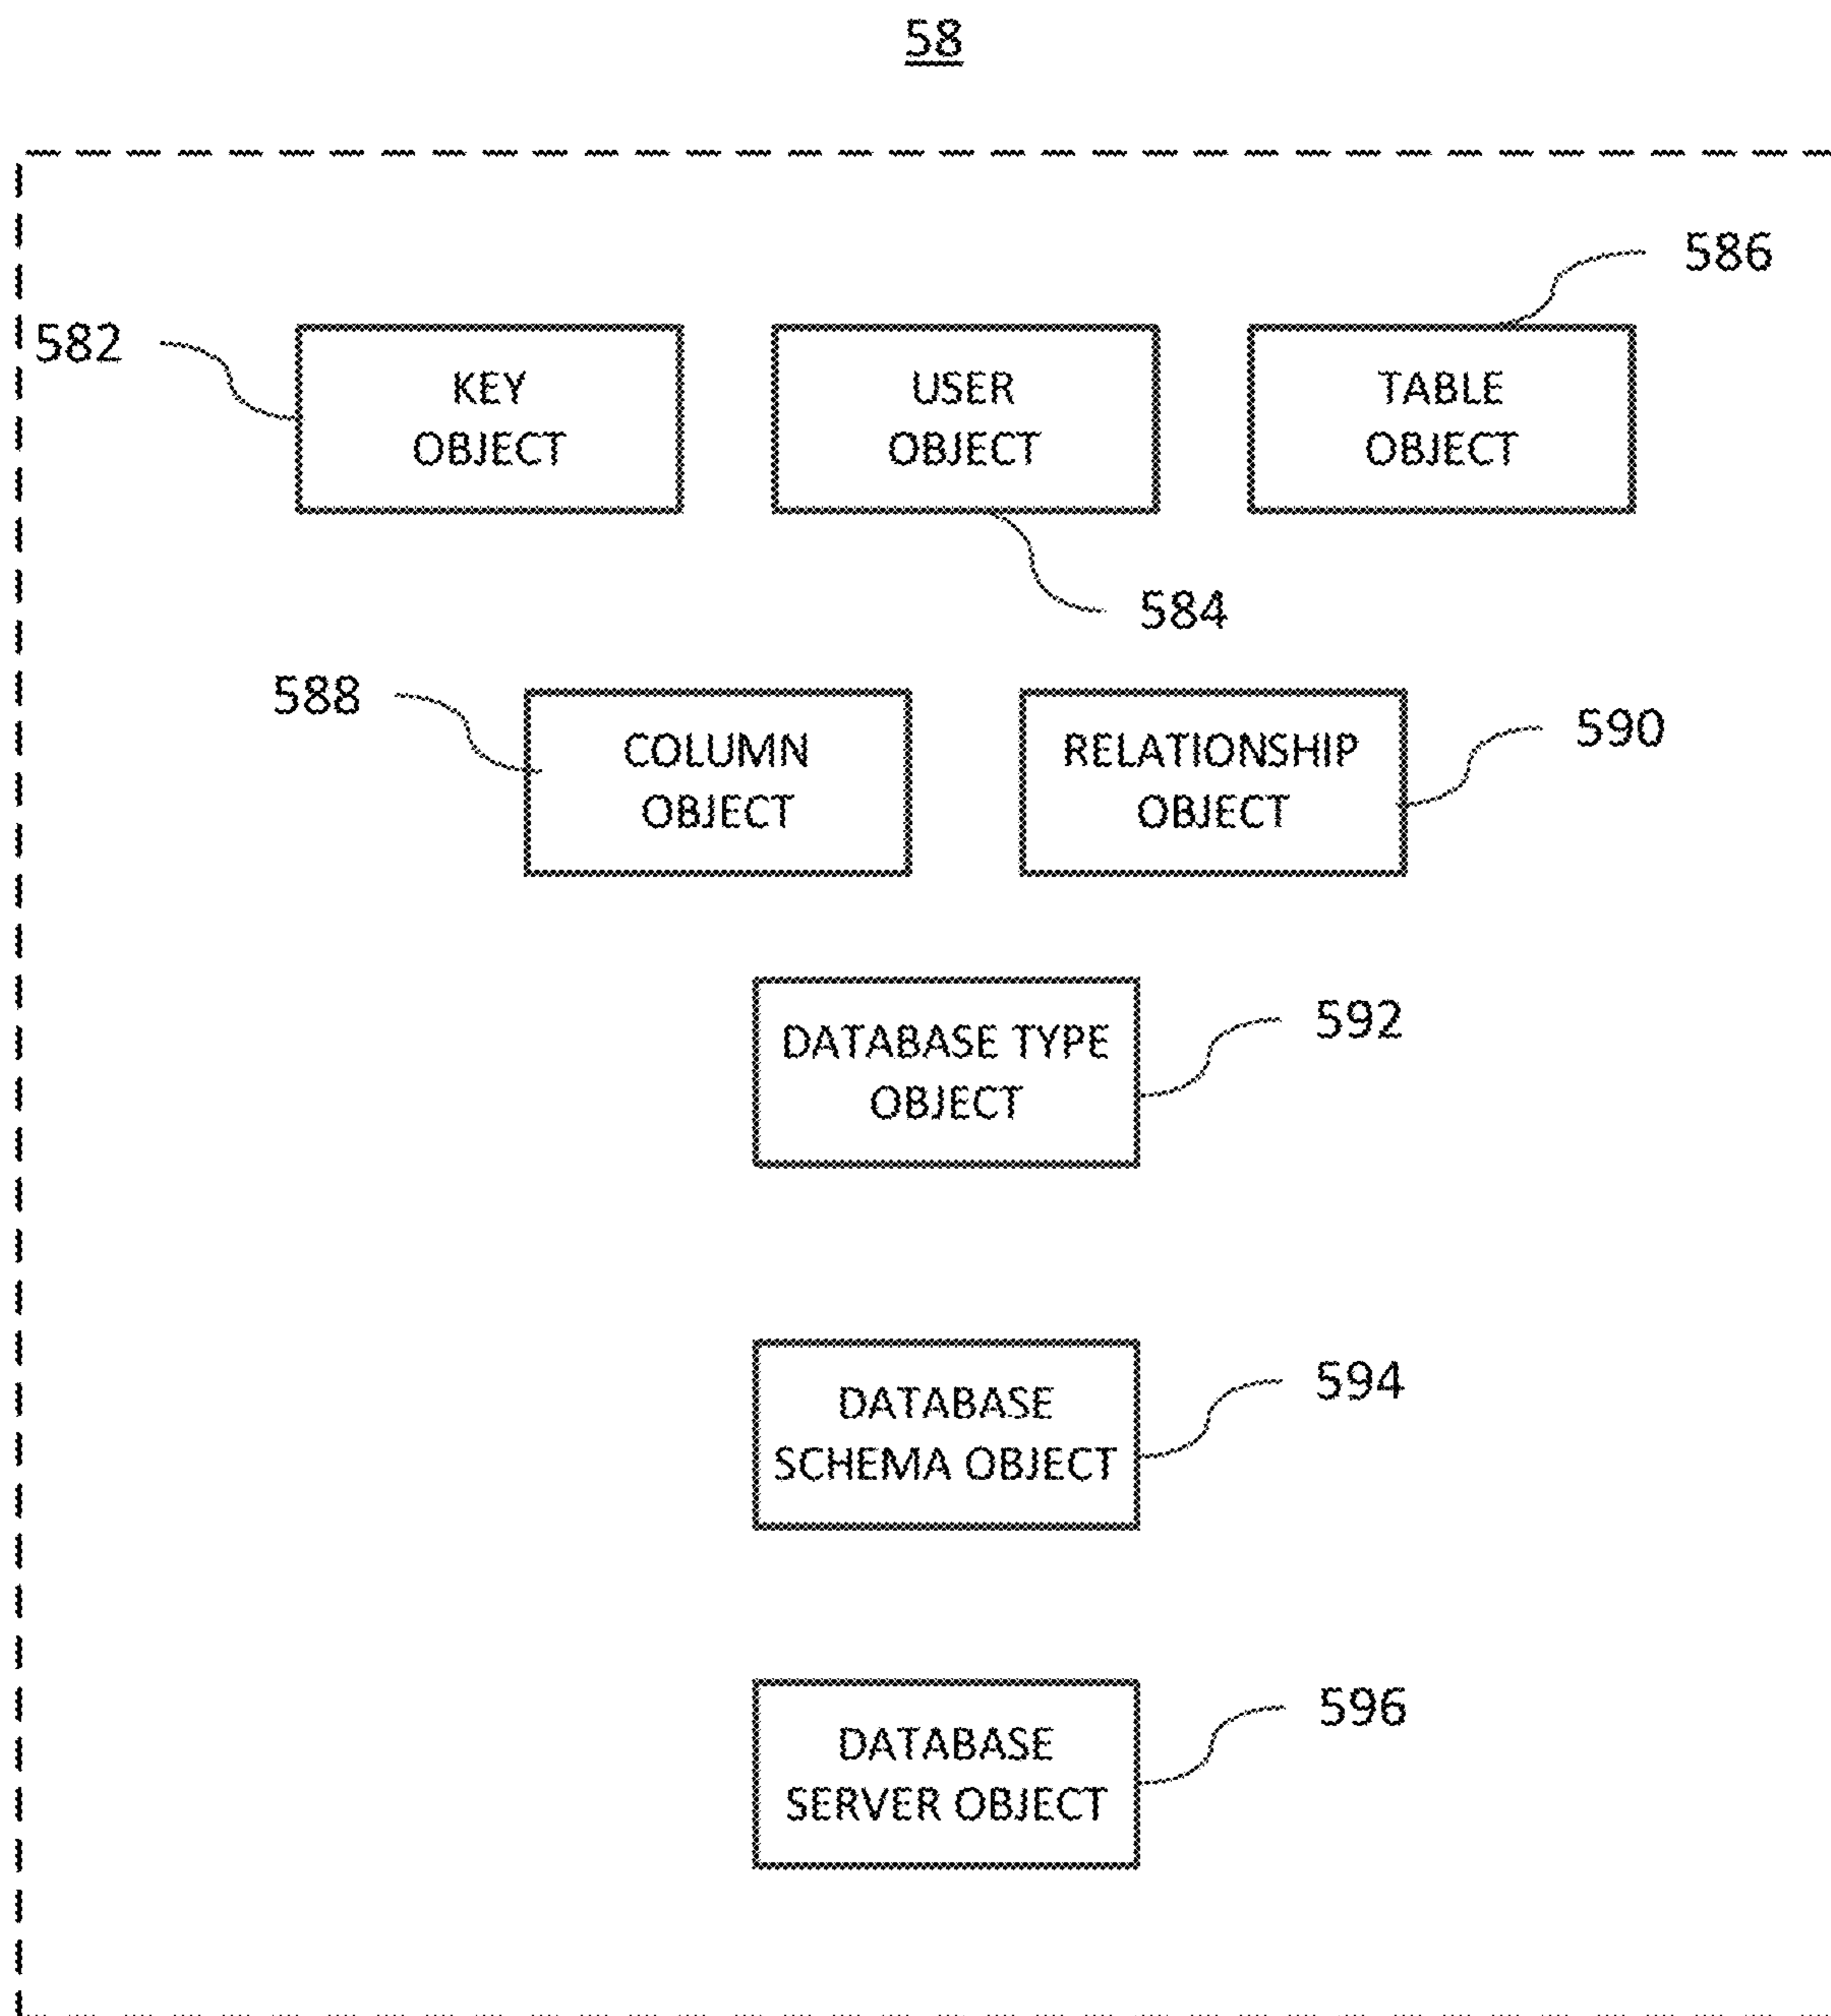 58
586
582
KEY
OBJECT
USER
OBJECT
TABLE
OBJECT
584
588
COLUMN
OBJECT
RELATIONSHIP
OBJECT
590
DATABASE TYPE
OBJECT
592
DATABASE
SCHEMA OBJECT
594
DATABASE
SERVER OBJECT
596